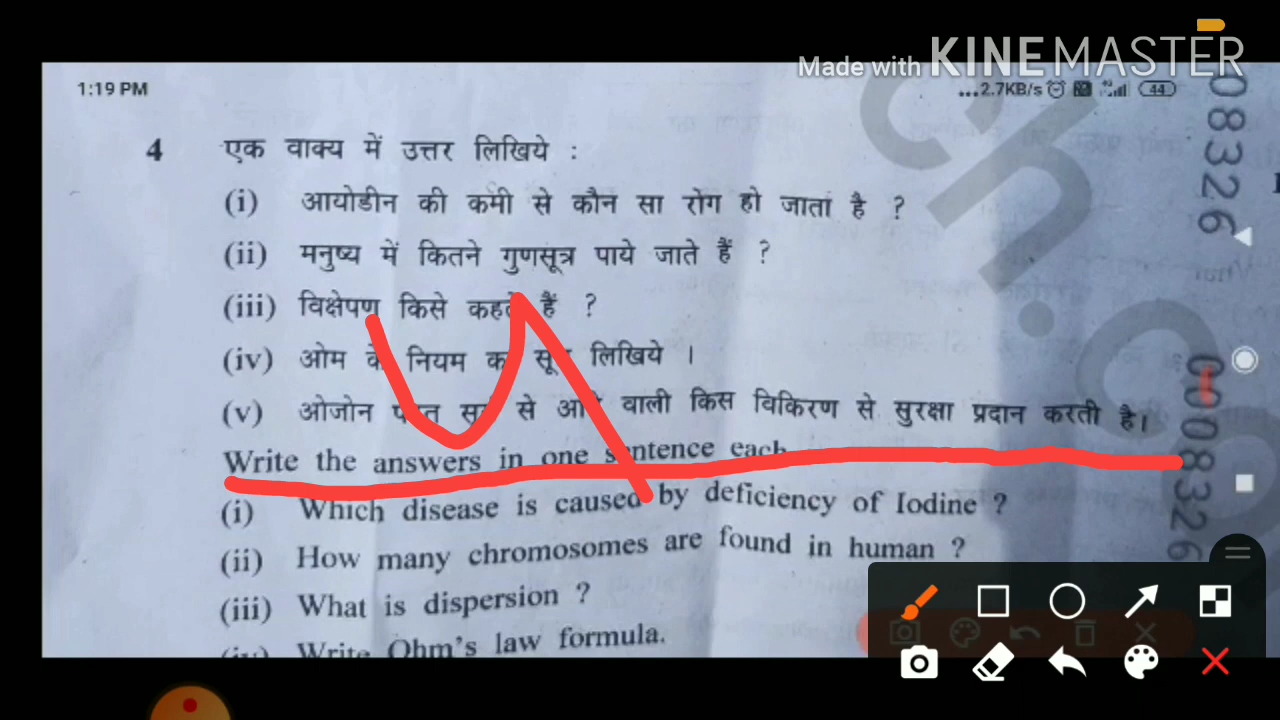 Made with KINEMASTER
1:19 PM ...2.7KB/s 44
4 एक वाक्य में उत्तर लिखिये :
(i) आयोडीन की कमी से कौन सा रोग हो जाता है ?
(ii) मनुष्य में कितने गुणसूत्र पाये जाते हैं ?
(iii) विक्षेपण किसे कहते हैं ?
(iv) ओम के नियम का सूत्र लिखिये ।
(v) ओजोन परत सूर्य से आने वाली किस विकिरण से सुरक्षा प्रदान करती है।
Write the answers in one sentence each
(i) Which disease is caused by deficiency of Iodine ?
(ii) How many chromosomes are found in human ?
(iii) What is dispersion ?
(iv) Write Ohm's law formula.
08326
008326
ch.c